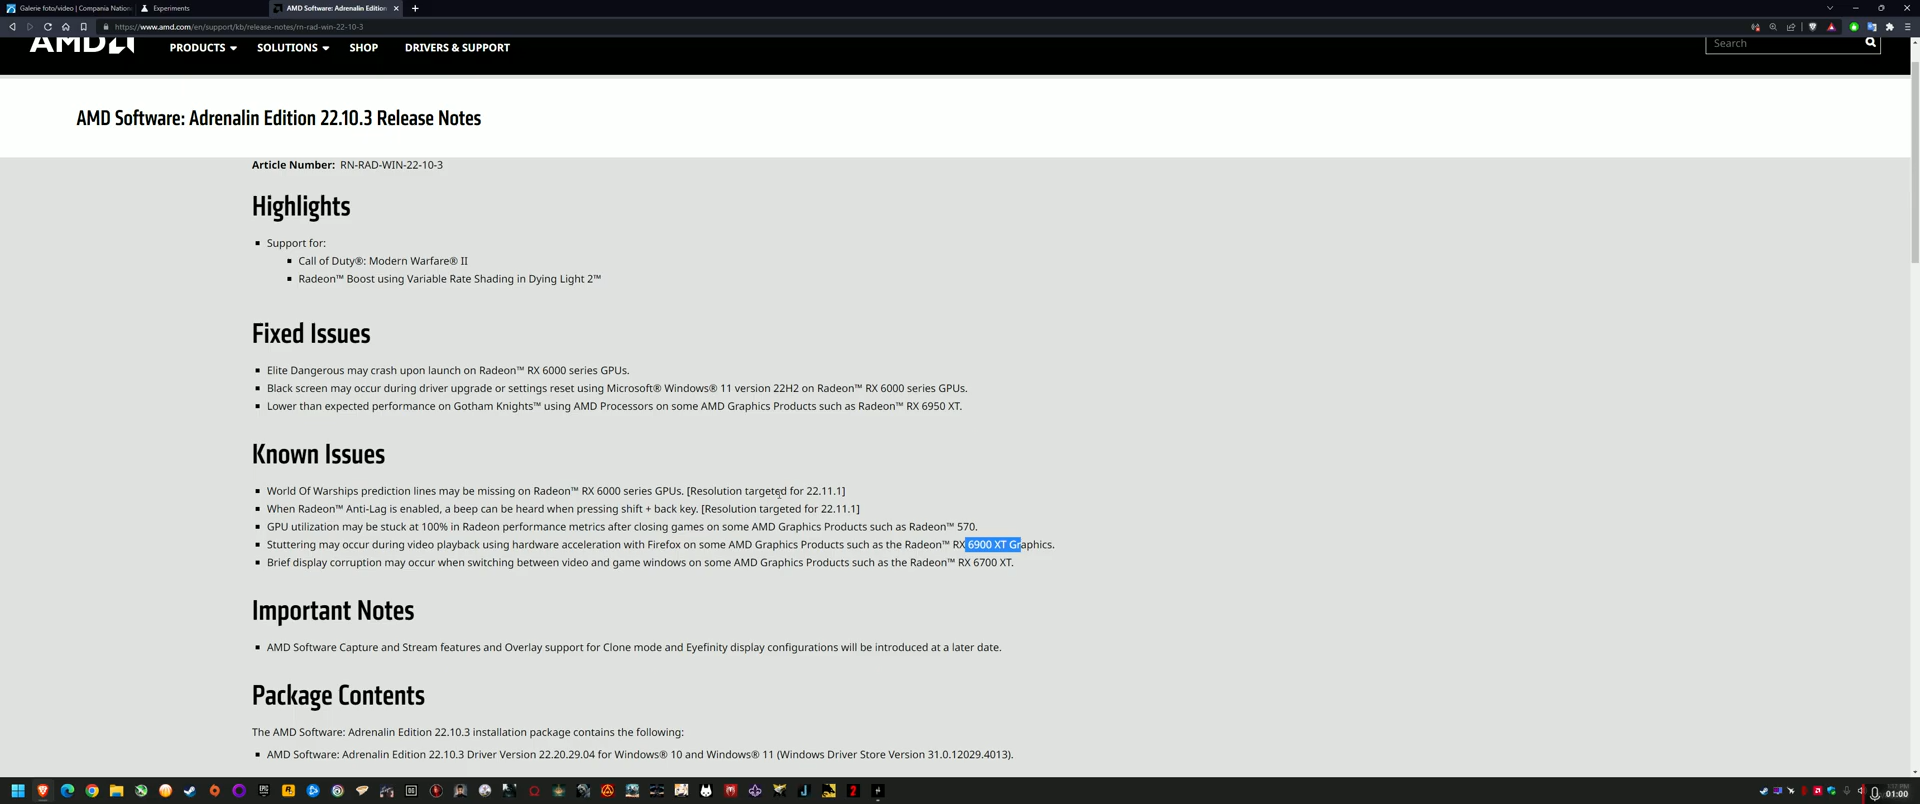 Galerie foto/video | Compania Nation
Experiments
AMD Software: Adrenalin Edition
https://www.amd.com/en/support/kb/release-notes/rn-rad-win-22-10-3
AMD
PRODUCTS
SOLUTIONS
SHOP
DRIVERS & SUPPORT
Search
AMD Software: Adrenalin Edition 22.10.3 Release Notes
Article Number: RN-RAD-WIN-22-10-3
Highlights
Support for:
Call of Duty®: Modern Warfare® II
Radeon™ Boost using Variable Rate Shading in Dying Light 2™
Fixed Issues
Elite Dangerous may crash upon launch on Radeon™ RX 6000 series GPUs.
Black screen may occur during driver upgrade or settings reset using Microsoft® Windows® 11 version 22H2 on Radeon™ RX 6000 series GPUs.
Lower than expected performance on Gotham Knights™ using AMD Processors on some AMD Graphics Products such as Radeon™ RX 6950 XT.
Known Issues
World Of Warships prediction lines may be missing on Radeon™ RX 6000 series GPUs. [Resolution targeted for 22.11.1]
When Radeon™ Anti-Lag is enabled, a beep can be heard when pressing shift + back key. [Resolution targeted for 22.11.1]
GPU utilization may be stuck at 100% in Radeon performance metrics after closing games on some AMD Graphics Products such as Radeon™ 570.
Stuttering may occur during video playback using hardware acceleration with Firefox on some AMD Graphics Products such as the Radeon™ RX 6900 XT Graphics.
Brief display corruption may occur when switching between video and game windows on some AMD Graphics Products such as the Radeon™ RX 6700 XT.
Important Notes
AMD Software Capture and Stream features and Overlay support for Clone mode and Eyefinity display configurations will be introduced at a later date.
Package Contents
The AMD Software: Adrenalin Edition 22.10.3 installation package contains the following:
AMD Software: Adrenalin Edition 22.10.3 Driver Version 22.20.29.04 for Windows® 10 and Windows® 11 (Windows Driver Store Version 31.0.12029.4013).
01:00